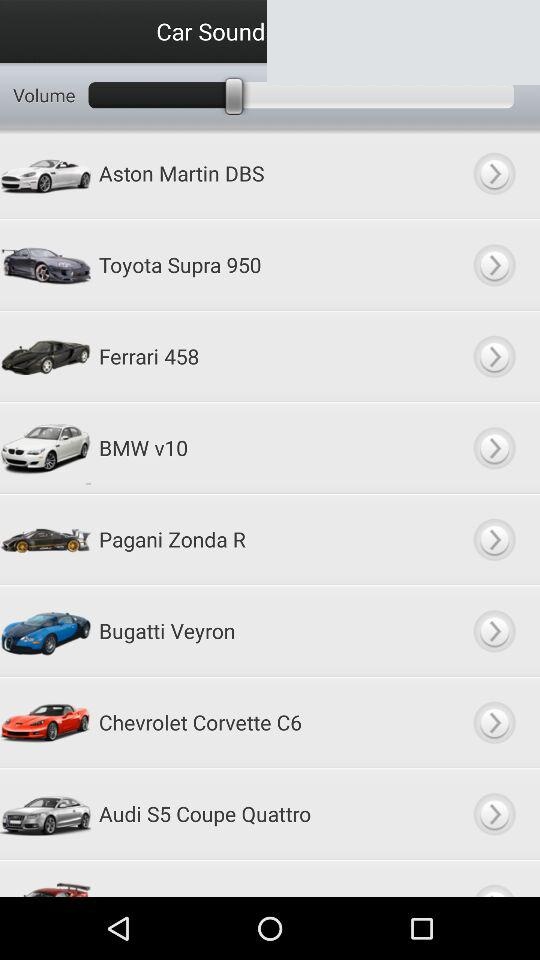 Car Sound
Volume
Aston Martin DBS
Toyota Supra 950
Ferrari 458
BMW v10
Pagani Zonda R
Bugatti Veyron
Chevrolet Corvette C6
Audi S5 Coupe Quattro